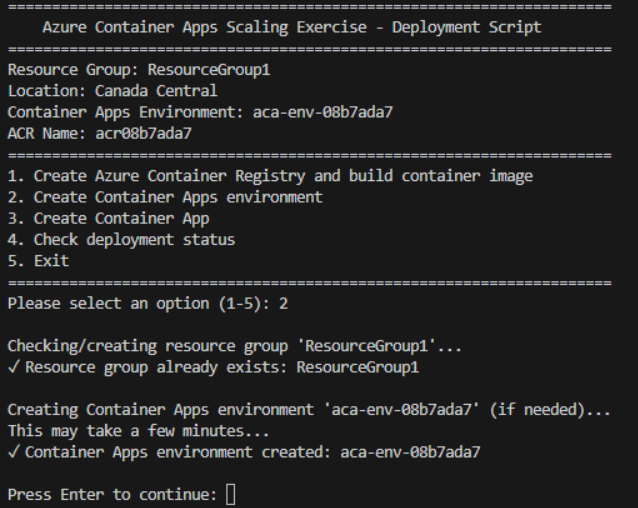 ======================================================================
Azure Container Apps Scaling Exercise - Deployment Script
======================================================================
Resource Group: ResourceGroup1
Location: Canada Central
Container Apps Environment: aca-env-08b7ada7
ACR Name: acr08b7ada7
======================================================================
1. Create Azure Container Registry and build container image
2. Create Container Apps environment
3. Create Container App
4. Check deployment status
5. Exit
======================================================================
Please select an option (1-5): 2
Checking/creating resource group 'ResourceGroup1'...
✓ Resource group already exists: ResourceGroup1
Creating Container Apps environment 'aca-env-08b7ada7' (if needed)...
This may take a few minutes...
✓ Container Apps environment created: aca-env-08b7ada7
Press Enter to continue: